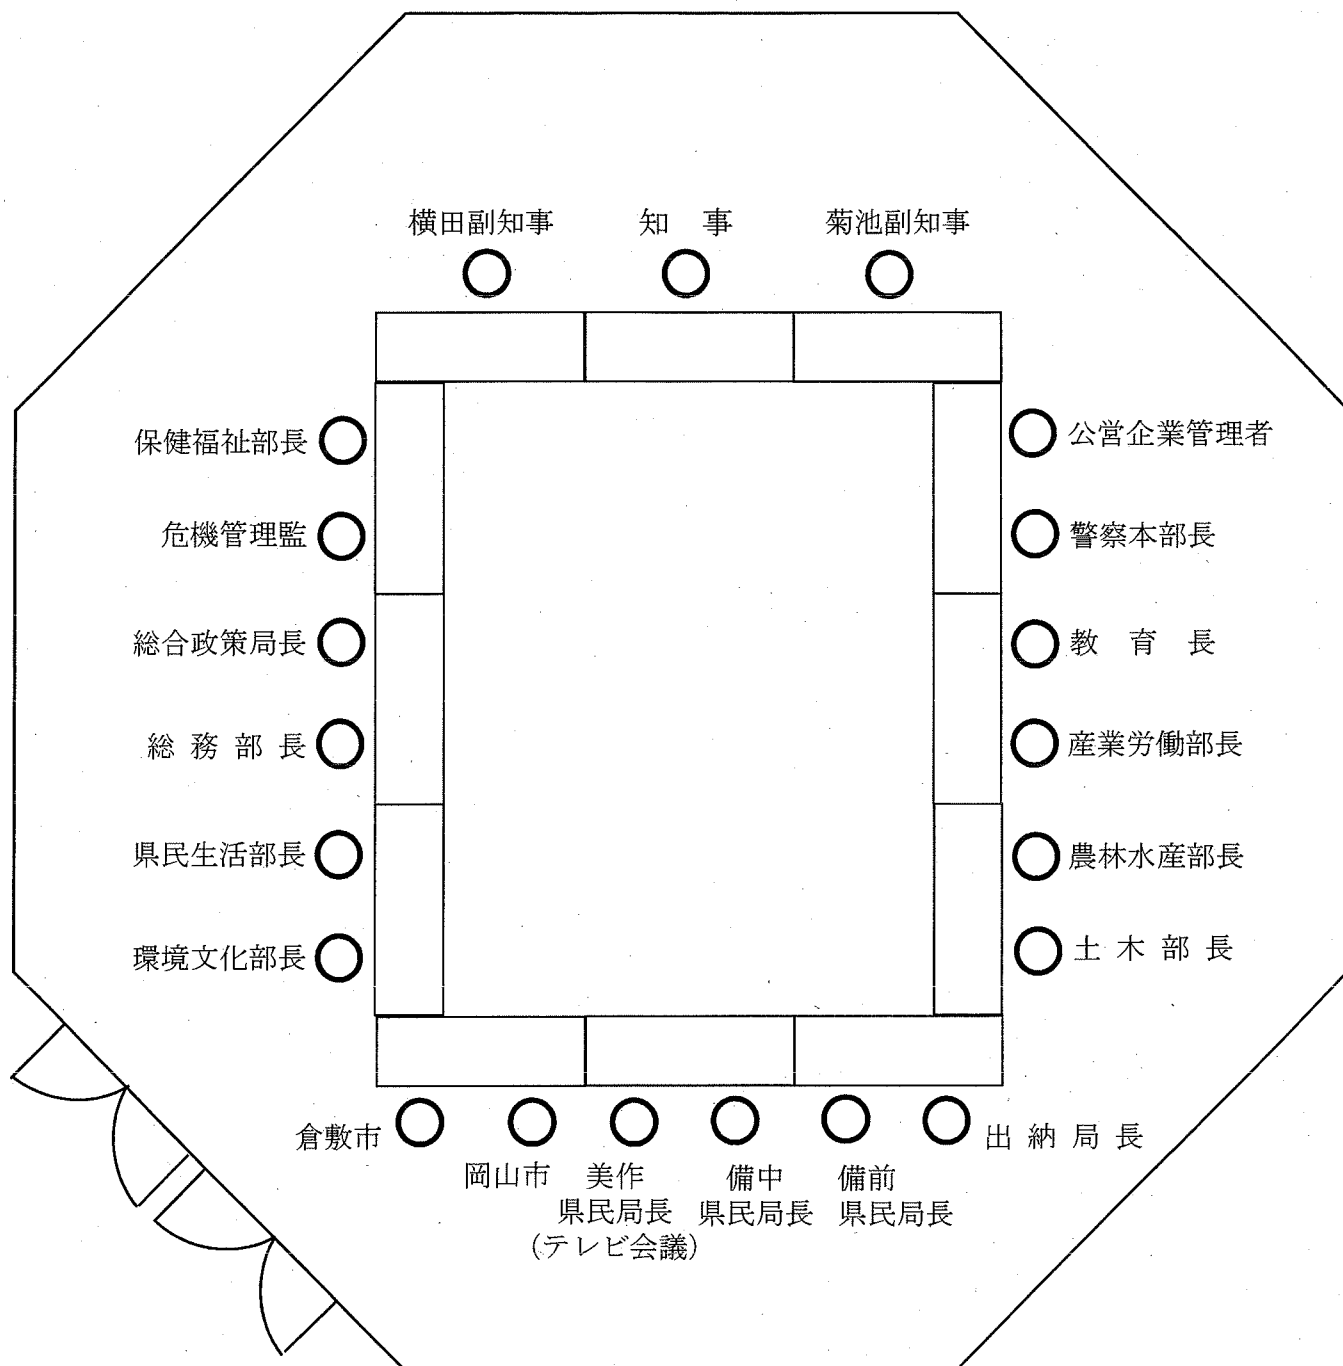 横田副知事
知　事
菊池副知事
保健福祉部長
公営企業管理者
危機管理監
警察本部長
総合政策局長
教　育　長
総 務 部 長
産業労働部長
県民生活部長
農林水産部長
環境文化部長
土 木 部 長
倉敷市
出 納 局 長
岡山市
美作
県民局長
(テレビ会議)
備中
県民局長
備前
県民局長